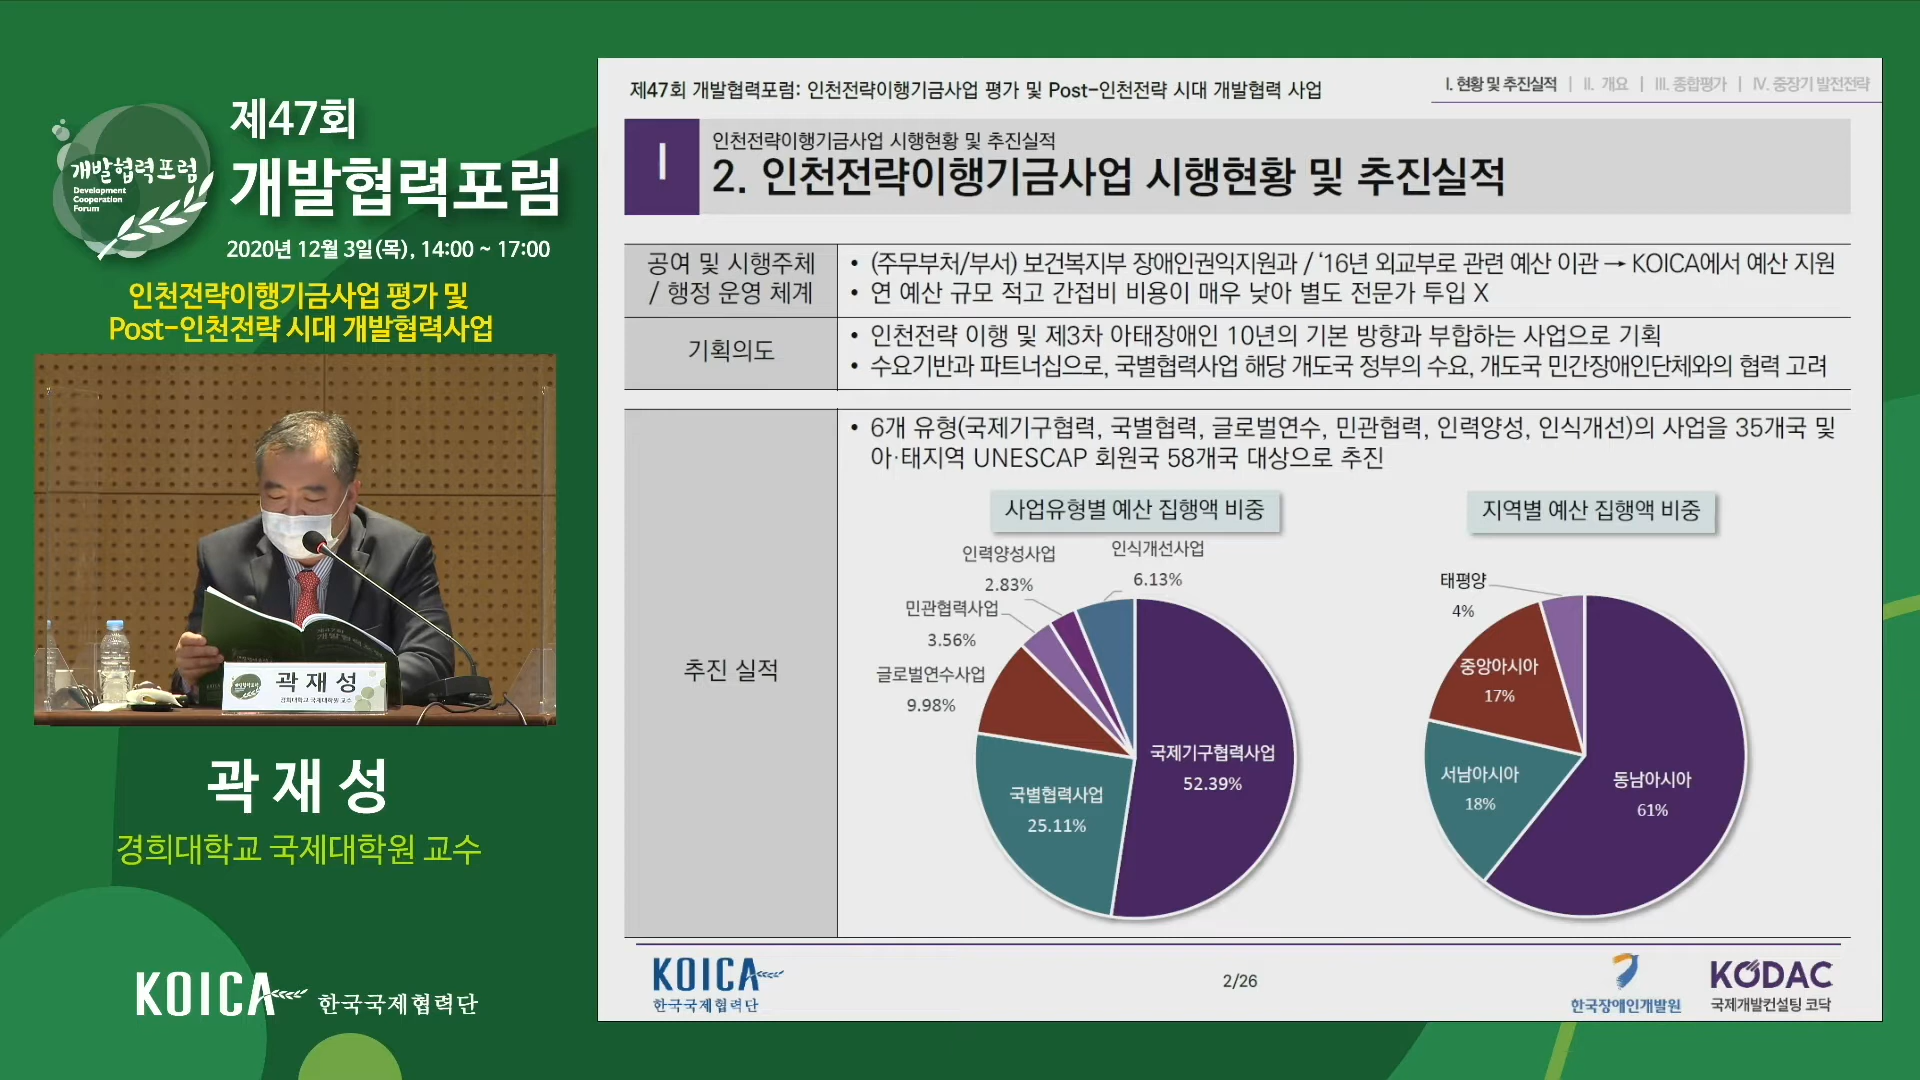 제47회
개발협력포럼
개발협력포럼
Development
Cooperation
Forum
2020년 12월 3일(목), 14:00 ~ 17:00
인천전략이행기금사업 평가 및
Post-인천전략 시대 개발협력사업
곽 재 성
경희대학교 국제대학원 교수
곽 재 성
경희대학교 국제대학원 교수
KOICA 한국국제협력단
제47회 개발협력포럼: 인천전략이행기금사업 평가 및 Post-인천전략 시대 개발협력 사업
I. 현황 및 추진실적 | II. 개요 | III. 종합평가 | IV. 중장기 발전전략
I
인천전략이행기금사업 시행현황 및 추진실적
2. 인천전략이행기금사업 시행현황 및 추진실적
공여 및 시행주체
/ 행정 운영 체계
• (주무부처/부서) 보건복지부 장애인권익지원과 / ‘16년 외교부로 관련 예산 이관 → KOICA에서 예산 지원
• 연 예산 규모 적고 간접비 비용이 매우 낮아 별도 전문가 투입 X
기획의도
• 인천전략 이행 및 제3차 아태장애인 10년의 기본 방향과 부합하는 사업으로 기획
• 수요기반과 파트너십으로, 국별협력사업 해당 개도국 정부의 수요, 개도국 민간장애인단체와의 협력 고려
추진 실적
• 6개 유형(국제기구협력, 국별협력, 글로벌연수, 민관협력, 인력양성, 인식개선)의 사업을 35개국 및
아·태지역 UNESCAP 회원국 58개국 대상으로 추진
사업유형별 예산 집행액 비중
인력양성사업
2.83%
인식개선사업
6.13%
민관협력사업
3.56%
글로벌연수사업
9.98%
국제기구협력사업
52.39%
국별협력사업
25.11%
지역별 예산 집행액 비중
태평양
4%
중앙아시아
17%
서남아시아
18%
동남아시아
61%
KOICA
한국국제협력단
2/26
한국장애인개발원
KODAC
국제개발컨설팅 코닥